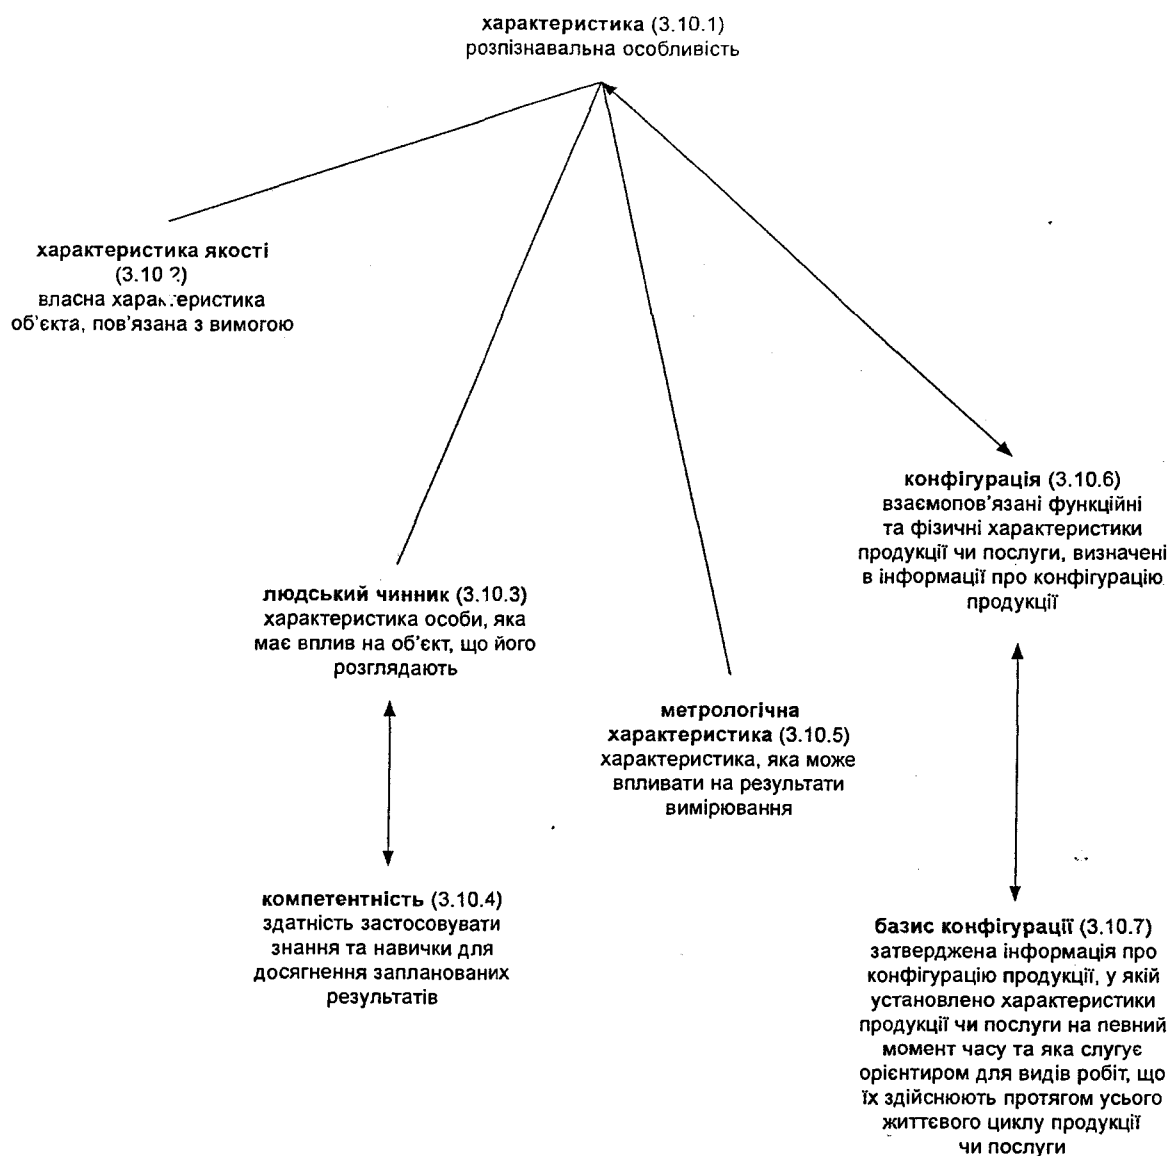 характеристика (3.10.1)
розпізнавальна особливість
характеристика якості
(3.10 2)
власна характеристика
об'єкта, пов'язана з вимогою
конфігурація (3.10.6)
взаємопов'язані функційні
та фізичні характеристики
продукції чи послуги, визначені
в інформації про конфігурацію
продукції
людський чинник (3.10.3)
характеристика особи, яка
має вплив на об'єкт, що його
розглядають
метрологічна
характеристика (3.10.5)
характеристика, яка може
впливати на результати
вимірювання
компетентність (3.10.4)
здатність застосовувати
знання та навички для
досягнення запланованих
результатів
базис конфігурації (3.10.7)
затверджена інформація про
конфігурацію продукції, у якій
установлено характеристики
продукції чи послуги на певний
момент часу та яка слугує
орієнтиром для видів робіт, що
їх здійснюють протягом усього
життєвого циклу продукції
чи послуги